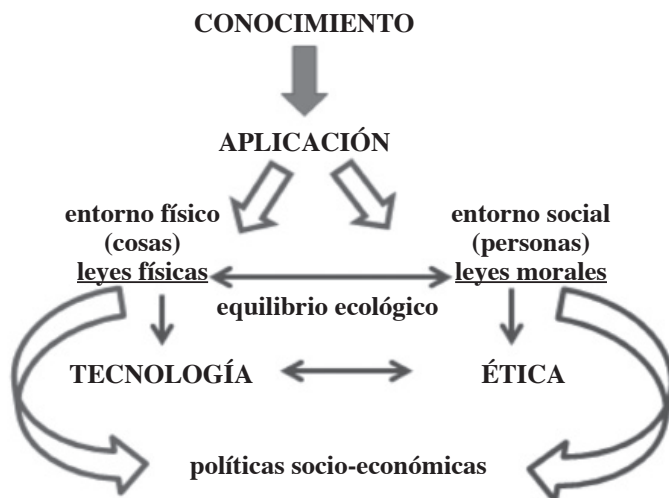 CONOCIMIENTO
APLICACIÓN
entorno físico
(cosas)
leyes físicas
entorno social
(personas)
leyes morales
equilibrio ecológico
TECNOLOGÍA
ÉTICA
políticas socio-económicas